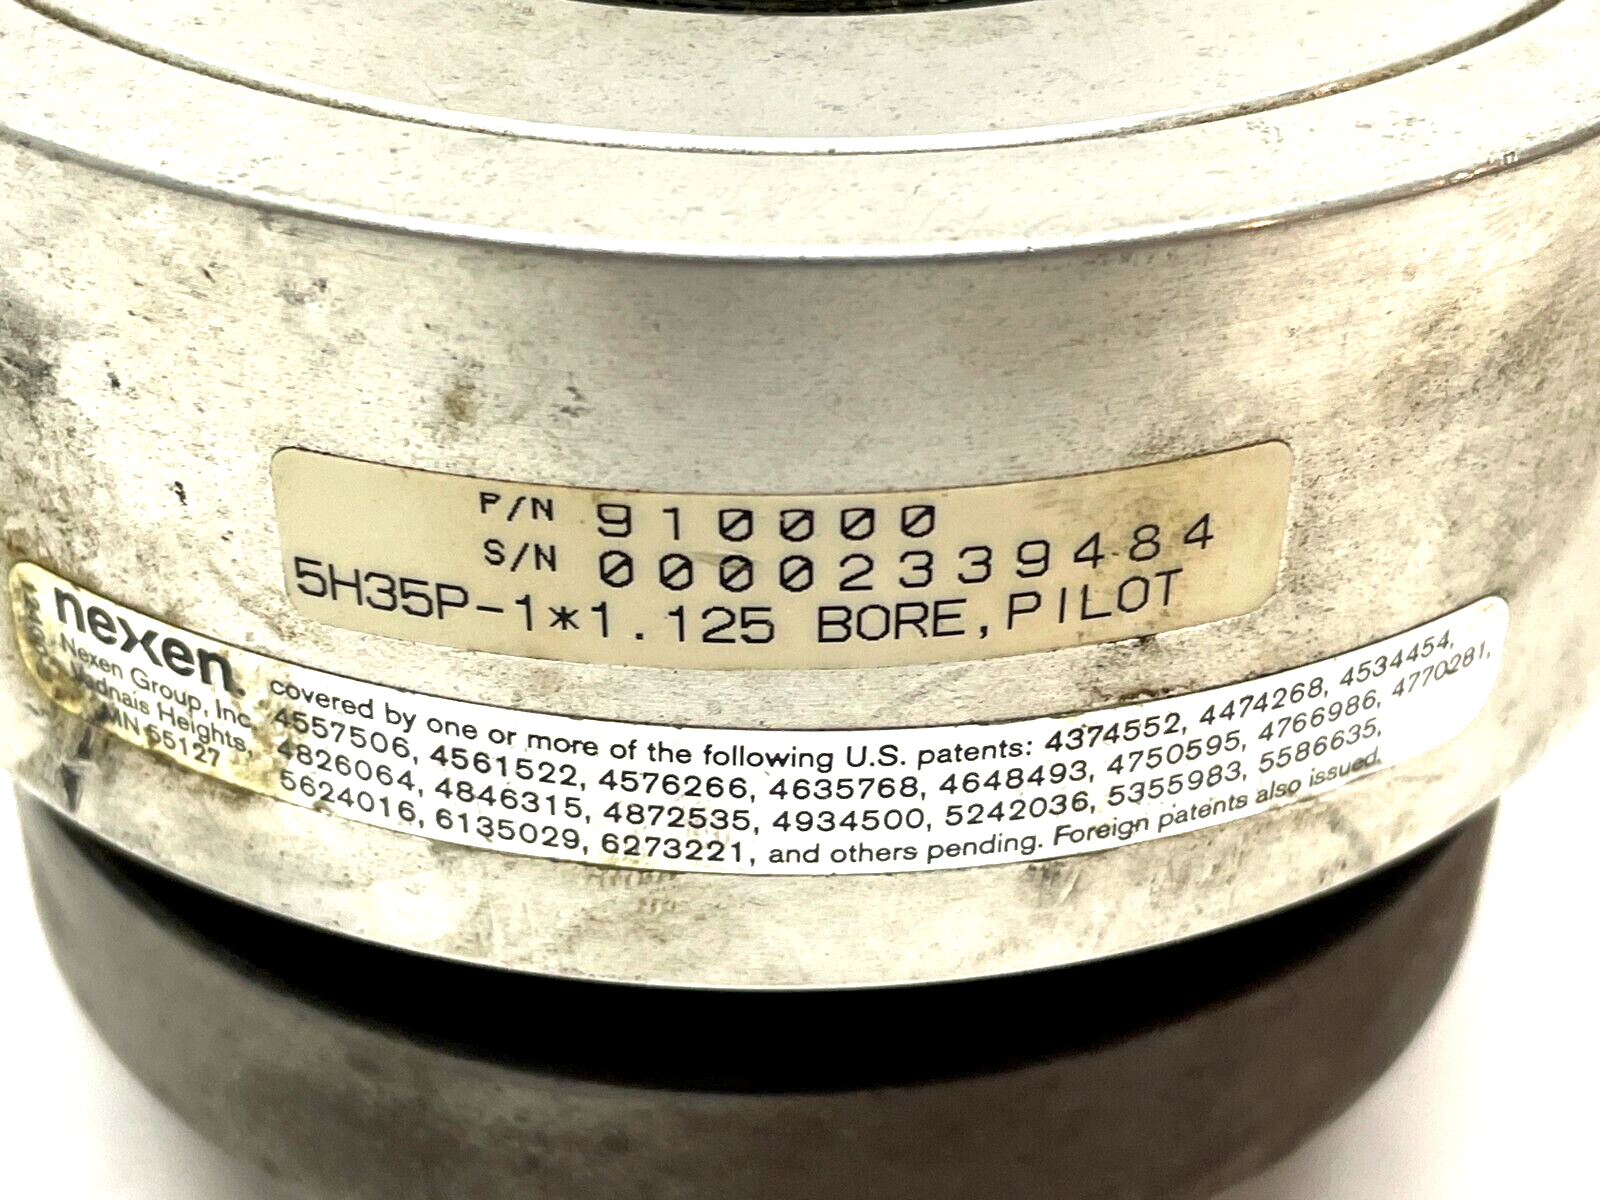 P/N 910000
S/N 00002339484
5H35P-1*1.125 BORE,PILOT
nexen
Nexen Group, Inc.
Vadnais Heights,
MN 55127
covered by one or more of the following U.S. patents: 4374552, 4474268, 4534454,
4557506, 4561522, 4576266, 4635768, 4648493, 4750595, 4766986, 4770281,
4826064, 4846315, 4872535, 4934500, 5242036, 5355983, 5586635,
5624016, 6135029, 6273221, and others pending. Foreign patents also issued.